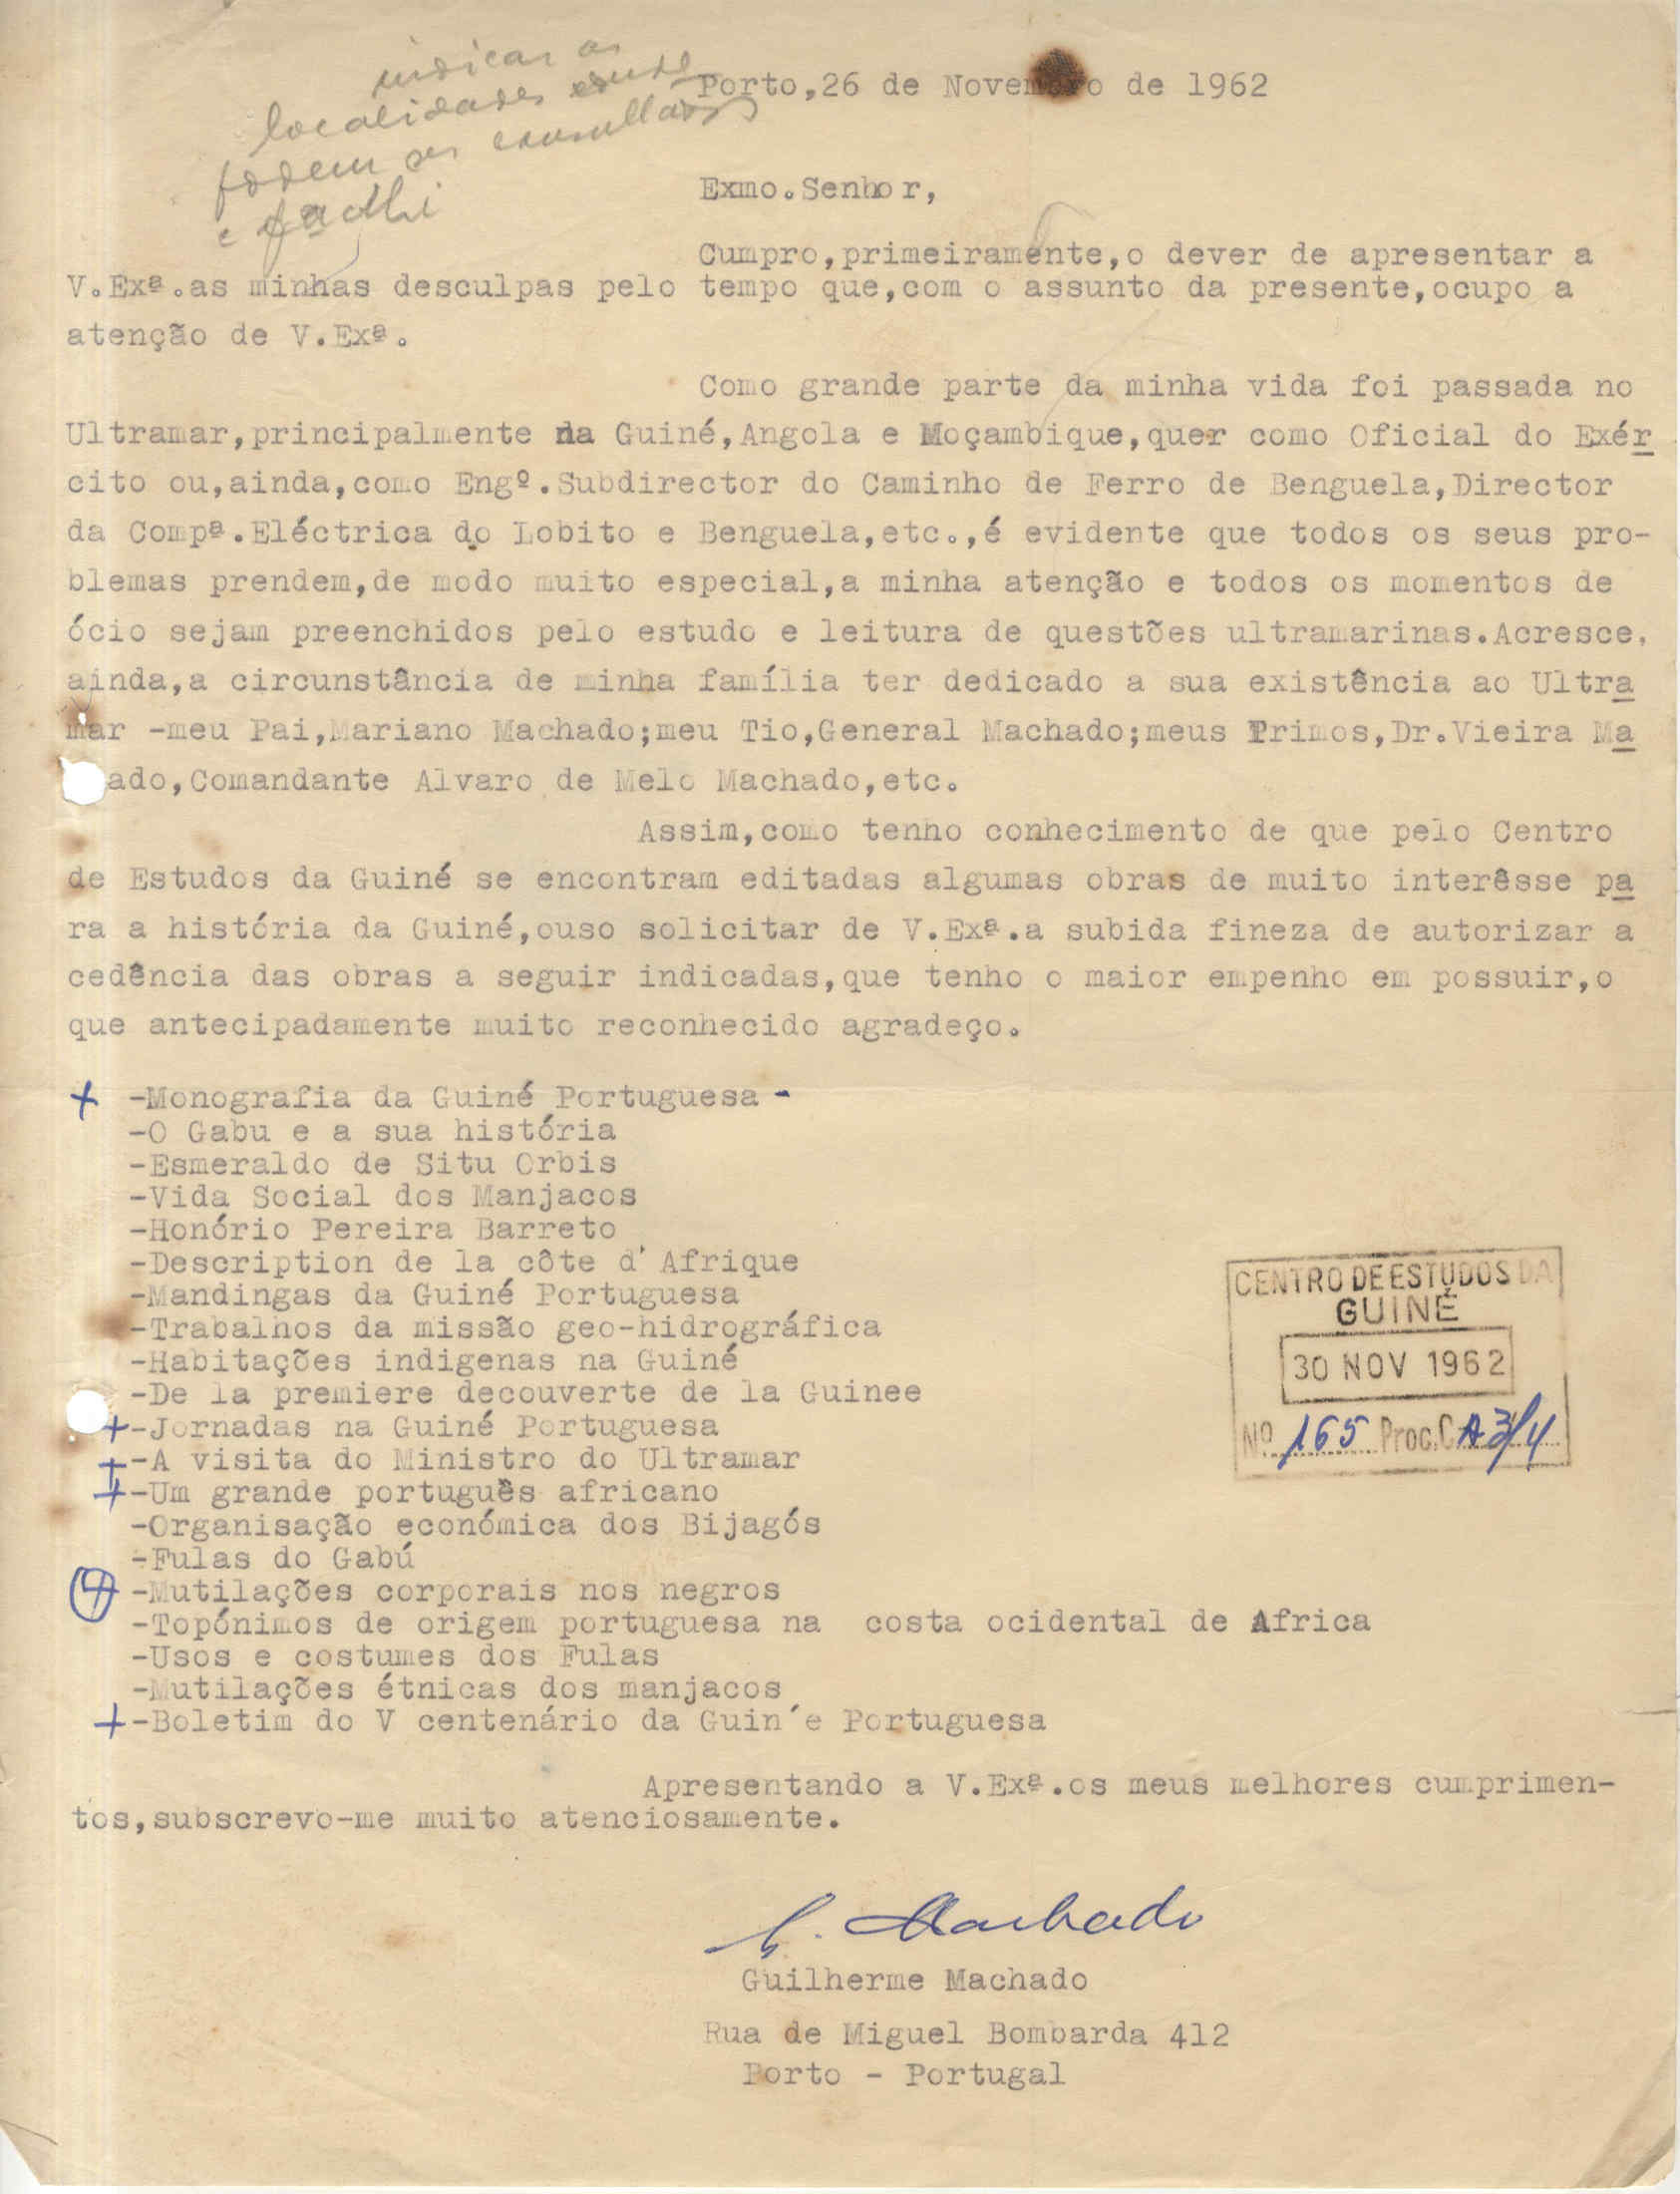 indicar as
localidades onde
podem ser consultados
e
Porto,26 de Novembro de 1962
Exmo.Senhor,
Cumpro,primeiramente,o dever de apresentar a
V.Exª.as minhas desculpas pelo tempo que,com o assunto da presente,ocupo a
atenção de V.Exª.
Como grande parte da minha vida foi passada no
Ultramar,principalmente na Guiné,Angola e Moçambique,quer como Oficial do Exér
cito ou,ainda,como Engº.Subdirector do Caminho de Ferro de Benguela,Director
da Compª.Eléctrica do Lobito e Benguela,etc.,é evidente que todos os seus pro-
blemas prendem,de modo muito especial,a minha atenção e todos os momentos de
ócio sejam preenchidos pelo estudo e leitura de questões ultramarinas.Acresce,
ainda,a circunstância de minha família ter dedicado a sua existência ao Ultra
mar -meu Pai,Mariano Machado;meu Tio,General Machado;meus Primos,Dr.Vieira Ma
ado,Comandante Alvaro de Melo Machado,etc.
Assim,como tenho conhecimento de que pelo Centro
de Estudos da Guiné se encontram editadas algumas obras de muito interêsse pa
ra a história da Guiné,ouso solicitar de V.Exª.a subida fineza de autorizar a
cedência das obras a seguir indicadas,que tenho o maior empenho em possuir,o
que antecipadamente muito reconhecido agradeço.
+ -Monografia da Guiné Portuguesa-
-O Gabu e a sua história
-Esmeraldo de Situ Orbis
-Vida Social dos Manjacos
-Honório Pereira Barreto
-Description de la côte d'Afrique
-Mandingas da Guiné Portuguesa
-Trabalhos da missão geo-hidrográfica
-Habitações indigenas na Guiné
-De la premiere decouverte de la Guinee
+-Jornadas na Guiné Portuguesa
+-A visita do Ministro do Ultramar
+-Um grande português africano
-Organisação económica dos Bijagós
-Fulas do Gabú
+ -Mutilações corporais nos negros
-Topónimos de origem portuguesa na costa ocidental de Africa
-Usos e costumes dos Fulas
-Mutilações étnicas dos manjacos
+-Boletim do V centenário da Guin´e Portuguesa
CENTRO DE ESTUDOS DA
GUINÉ
30 NOV 1962
Nº 165 Proc.C A3/4
Apresentando a V.Exª.os meus melhores cumprimen-
tos,subscrevo-me muito atenciosamente.
G. Machado
Guilherme Machado
Rua de Miguel Bombarda 412
Porto - Portugal